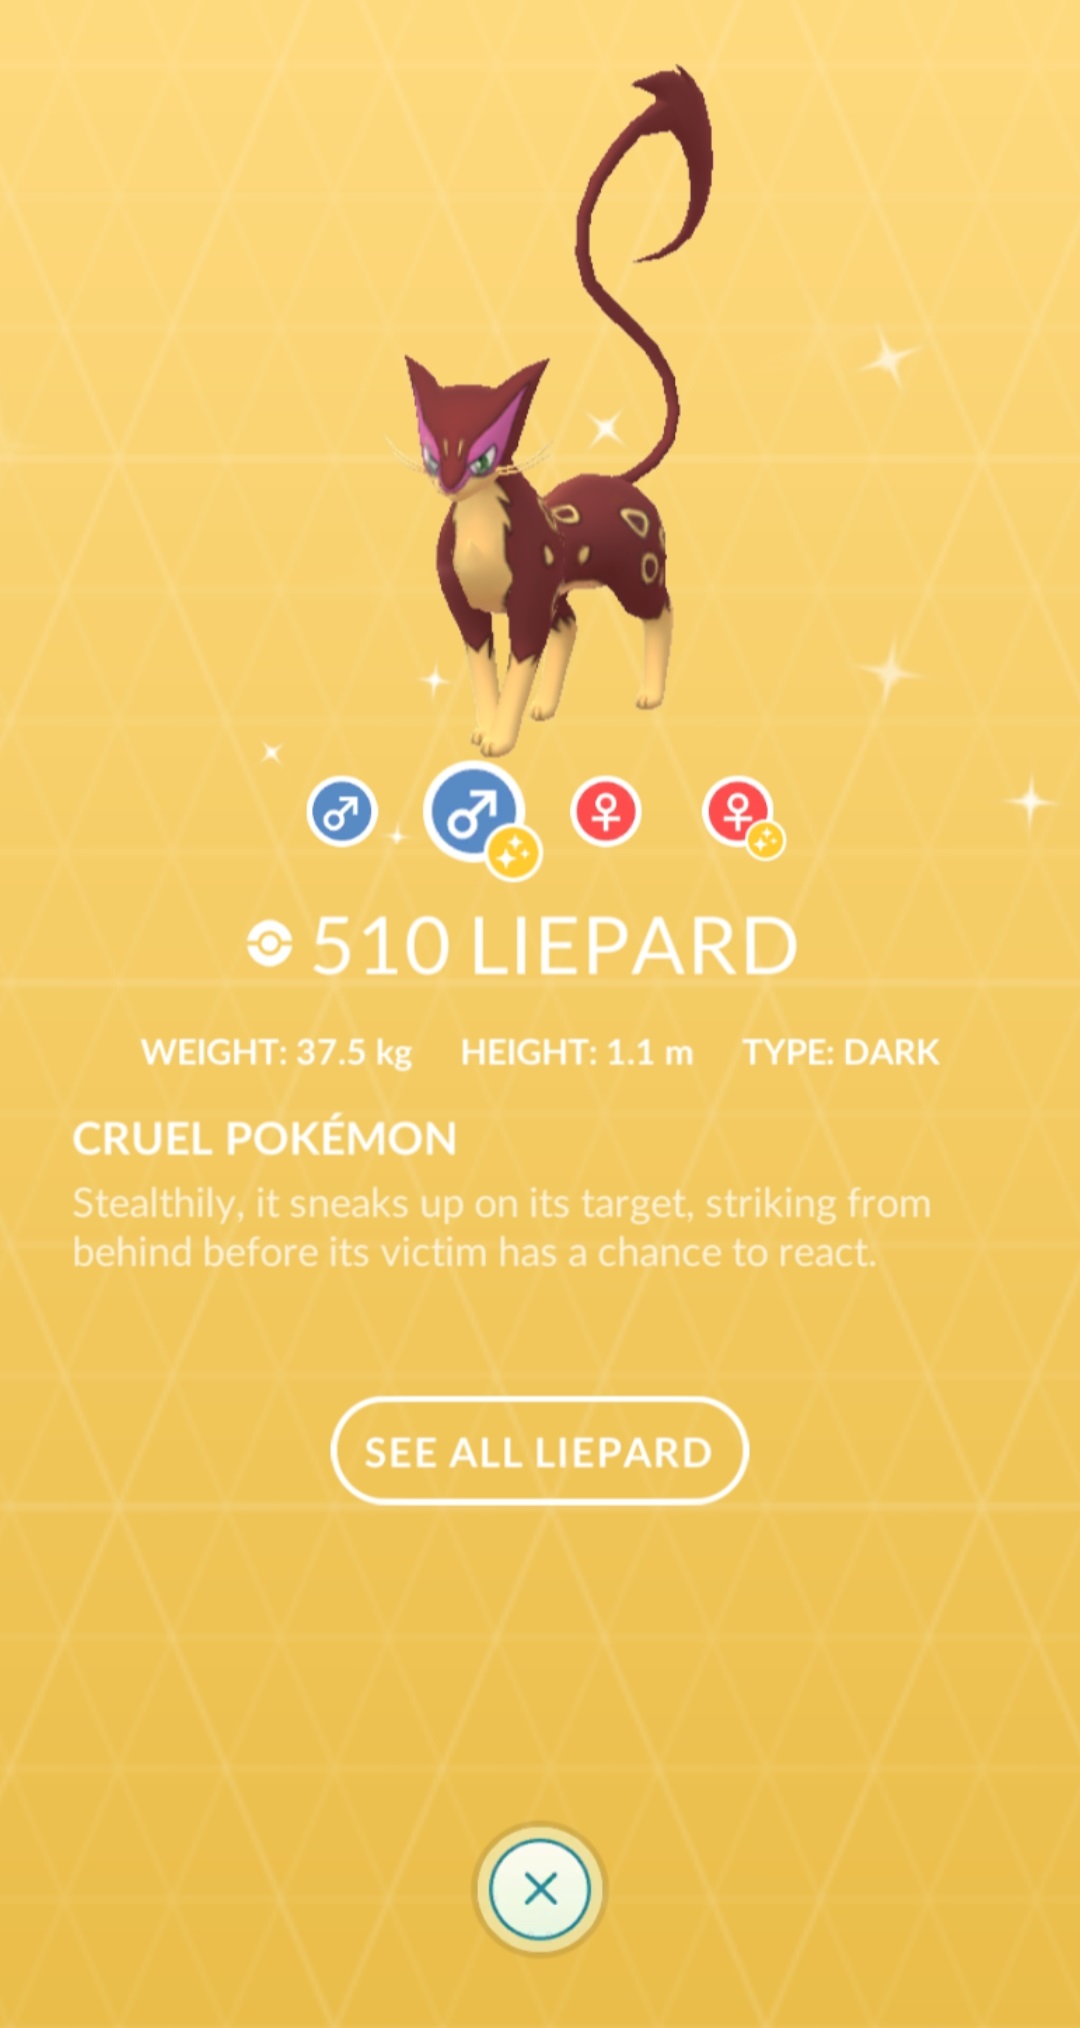 510 LIEPARD
WEIGHT: 37.5 kg HEIGHT: 1.1 m TYPE: DARK
CRUEL POKÉMON
Stealthily, it sneaks up on its target, striking from
behind before its victim has a chance to react.
SEE ALL LIEPARD